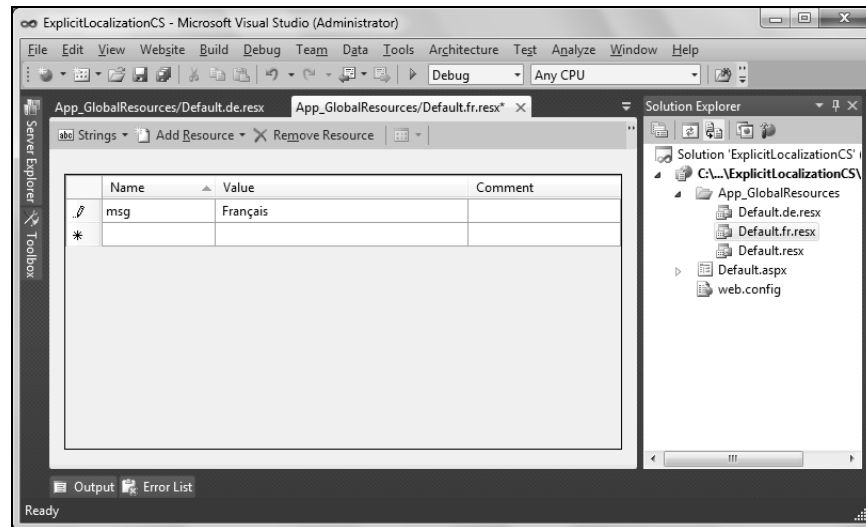 ExplicitLocalizationCS - Microsoft Visual Studio (Administrator)
File Edit View Website Build Debug Team Data Tools Architecture Test Analyze Window Help
Debug Any CPU
App_GlobalResources/Default.de.resx App_GlobalResources/Default.fr.resx* Solution Explorer
Strings Add Resource Remove Resource
Server Explorer
Toolbox
Name Value Comment
msg Français
Solution 'ExplicitLocalizationCS' (
C:\...\ExplicitLocalizationCS\
App_GlobalResources
Default.de.resx
Default.fr.resx
Default.resx
Default.aspx
web.config
Output Error List
Ready